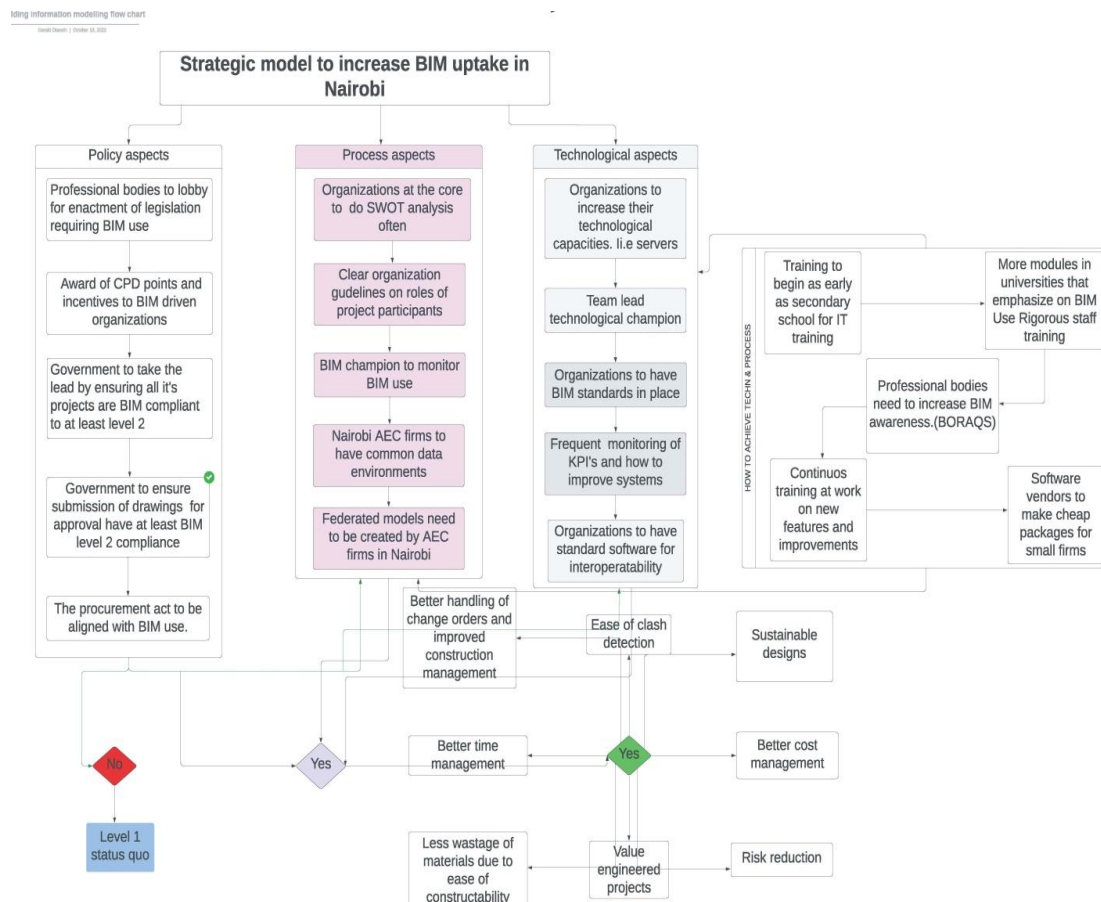 lding information modelling flow chart
Strategic model to increase BIM uptake in
Nairobi
Policy aspects
Professional bodies to lobby
for enactment of legislation
requiring BIM use
Award of CPD points and
incentives to BIM driven
organizations
Government to take the
lead by ensuring all it's
projects are BIM compliant
to at least level 2
Government to ensure
submission of drawings for
approval have at least BIM
level 2 compliance
The procurement act to be
aligned with BIM use.
Process aspects
Organizations at the core
to do SWOT analysis
often
Clear organization
gudelines on roles of
project participants
BIM champion to monitor
BIM use
Nairobi AEC firms to
have common data
environments
Federated models need
to be created by AEC
firms in Nairobi
Technological aspects
Organizations to
increase their
technological
capacities. Ii.e servers
Team lead
technological champion
Organizations to have
BIM standards in place
Frequent monitoring of
KPI's and how to
improve systems
Organizations to have
standard software for
interoperatability
HOW TO ACHIEVE TECHN & PROCESS
Training to
begin as early
as secondary
school for IT
training
More modules in
universities that
emphasize on BIM
Use Rigorous staff
training
Professional bodies
need to increase BIM
awareness.(BORAQS)
Continuos
training at work
on new
features and
improvements
Software
vendors to
make cheap
packages for
small firms
Better handling of
change orders and
improved
construction
management
Ease of clash
detection
Sustainable
designs
No
Yes
Better time
management
Yes
Better cost
management
Level 1
status quo
Less wastage of
materials due to
ease of
constructability
Value
engineered
projects
Risk reduction